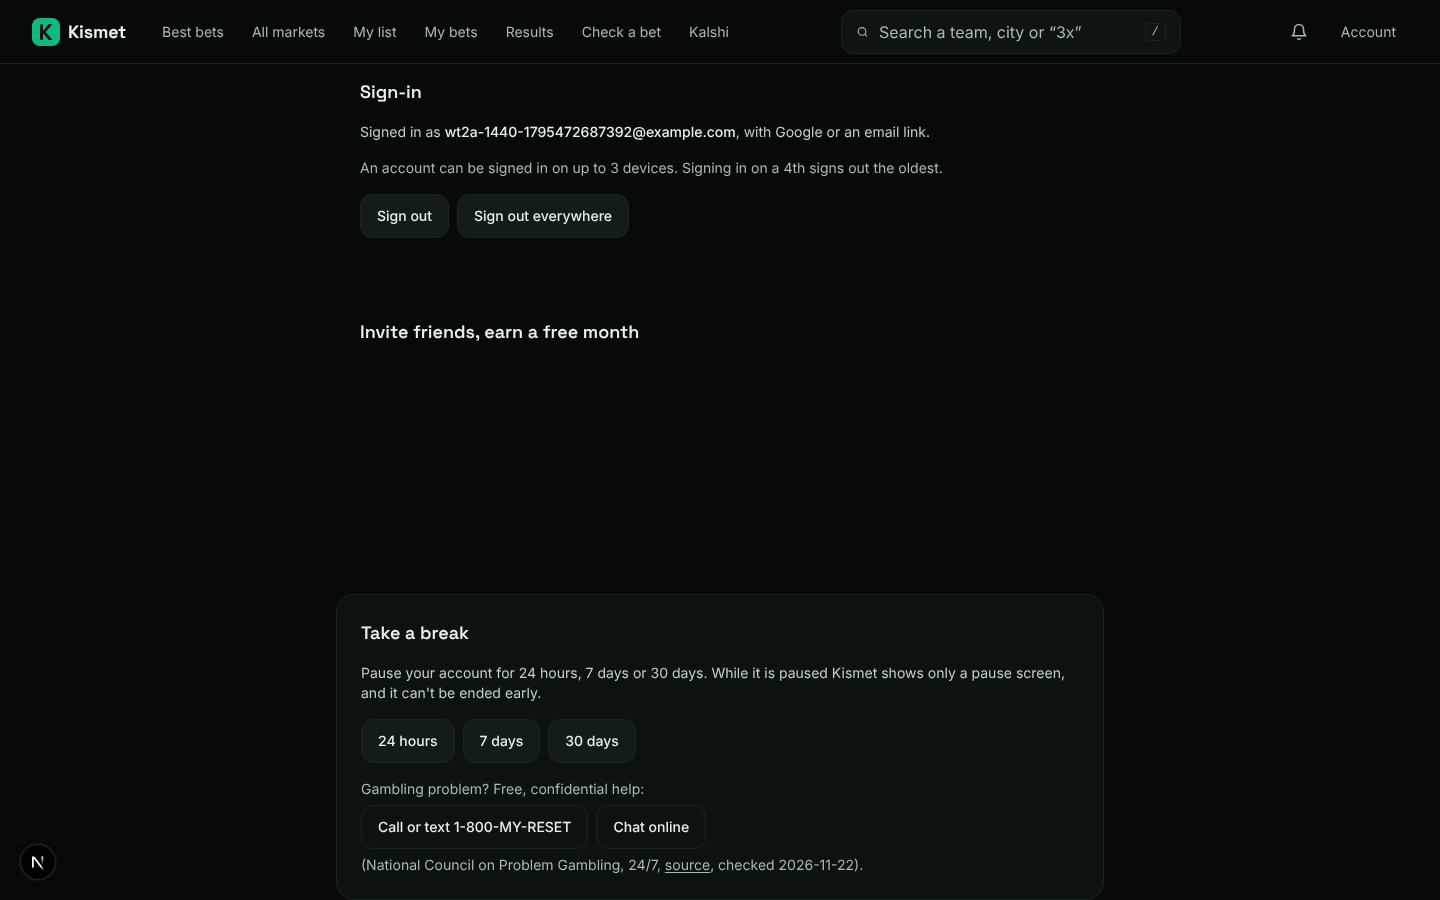 K Kismet Best bets All markets My list My bets Results Check a bet Kalshi Search a team, city or “3x” / Account
Sign-in
Signed in as wt2a-1440-1795472687392@example.com, with Google or an email link.
An account can be signed in on up to 3 devices. Signing in on a 4th signs out the oldest.
Sign out Sign out everywhere
Invite friends, earn a free month
Take a break
Pause your account for 24 hours, 7 days or 30 days. While it is paused Kismet shows only a pause screen,
and it can't be ended early.
24 hours 7 days 30 days
Gambling problem? Free, confidential help:
Call or text 1-800-MY-RESET Chat online
N
(National Council on Problem Gambling, 24/7, source, checked 2026-11-22).